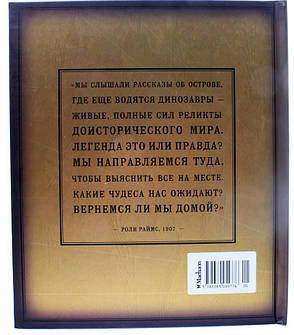 «МЫ СЛЫШАЛИ РАССКАЗЫ ОБ ОСТРОВЕ,
ГДЕ ЕЩЕ ВОДЯТСЯ ДИНОЗАВРЫ —
ЖИВЫЕ, ПОЛНЫЕ СИЛ РЕЛИКТЫ
ДОИСТОРИЧЕСКОГО МИРА.
ЛЕГЕНДА ЭТО ИЛИ ПРАВДА?
МЫ НАПРАВЛЯЕМСЯ ТУДА,
ЧТОБЫ ВЫЯСНИТЬ ВСЕ НА МЕСТЕ.
КАКИЕ ЧУДЕСА НАС ОЖИДАЮТ?
ВЕРНЕМСЯ ЛИ МЫ ДОМОЙ?»
— РОЛИ РАЙМС, 1907 —
Machaon